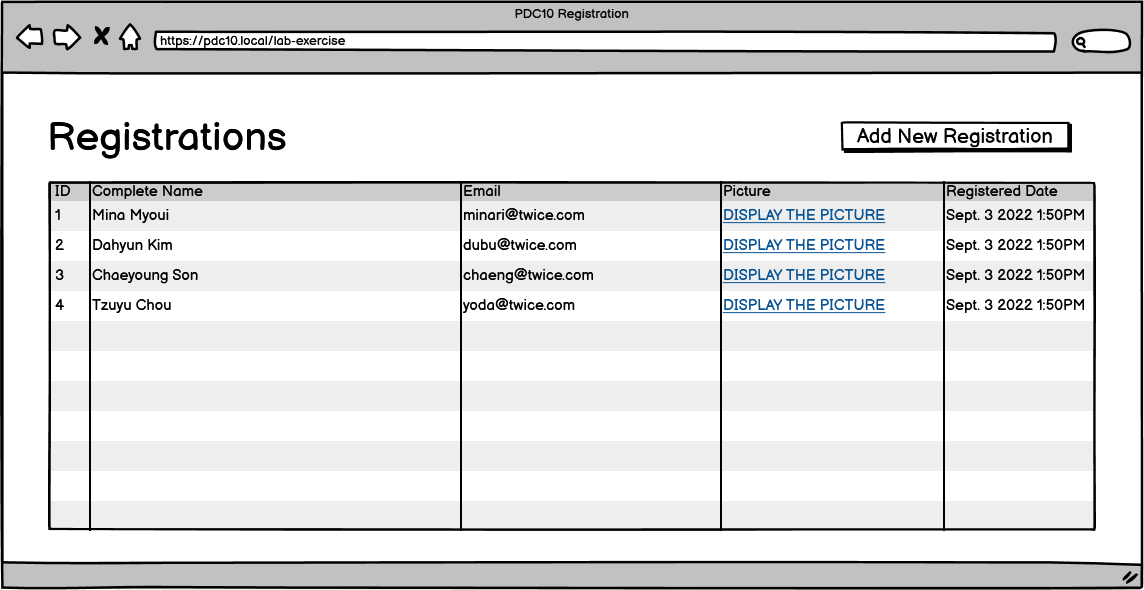 PDC10 Registration
https://pdc10.local/lab-exercise
Registrations
Add New Registration
ID Complete Name Email Picture Registered Date
1 Mina Myoui minari@twice.com DISPLAY THE PICTURE Sept. 3 2022 1:50PM
2 Dahyun Kim dubu@twice.com DISPLAY THE PICTURE Sept. 3 2022 1:50PM
3 Chaeyoung Son chaeng@twice.com DISPLAY THE PICTURE Sept. 3 2022 1:50PM
4 Tzuyu Chou yoda@twice.com DISPLAY THE PICTURE Sept. 3 2022 1:50PM